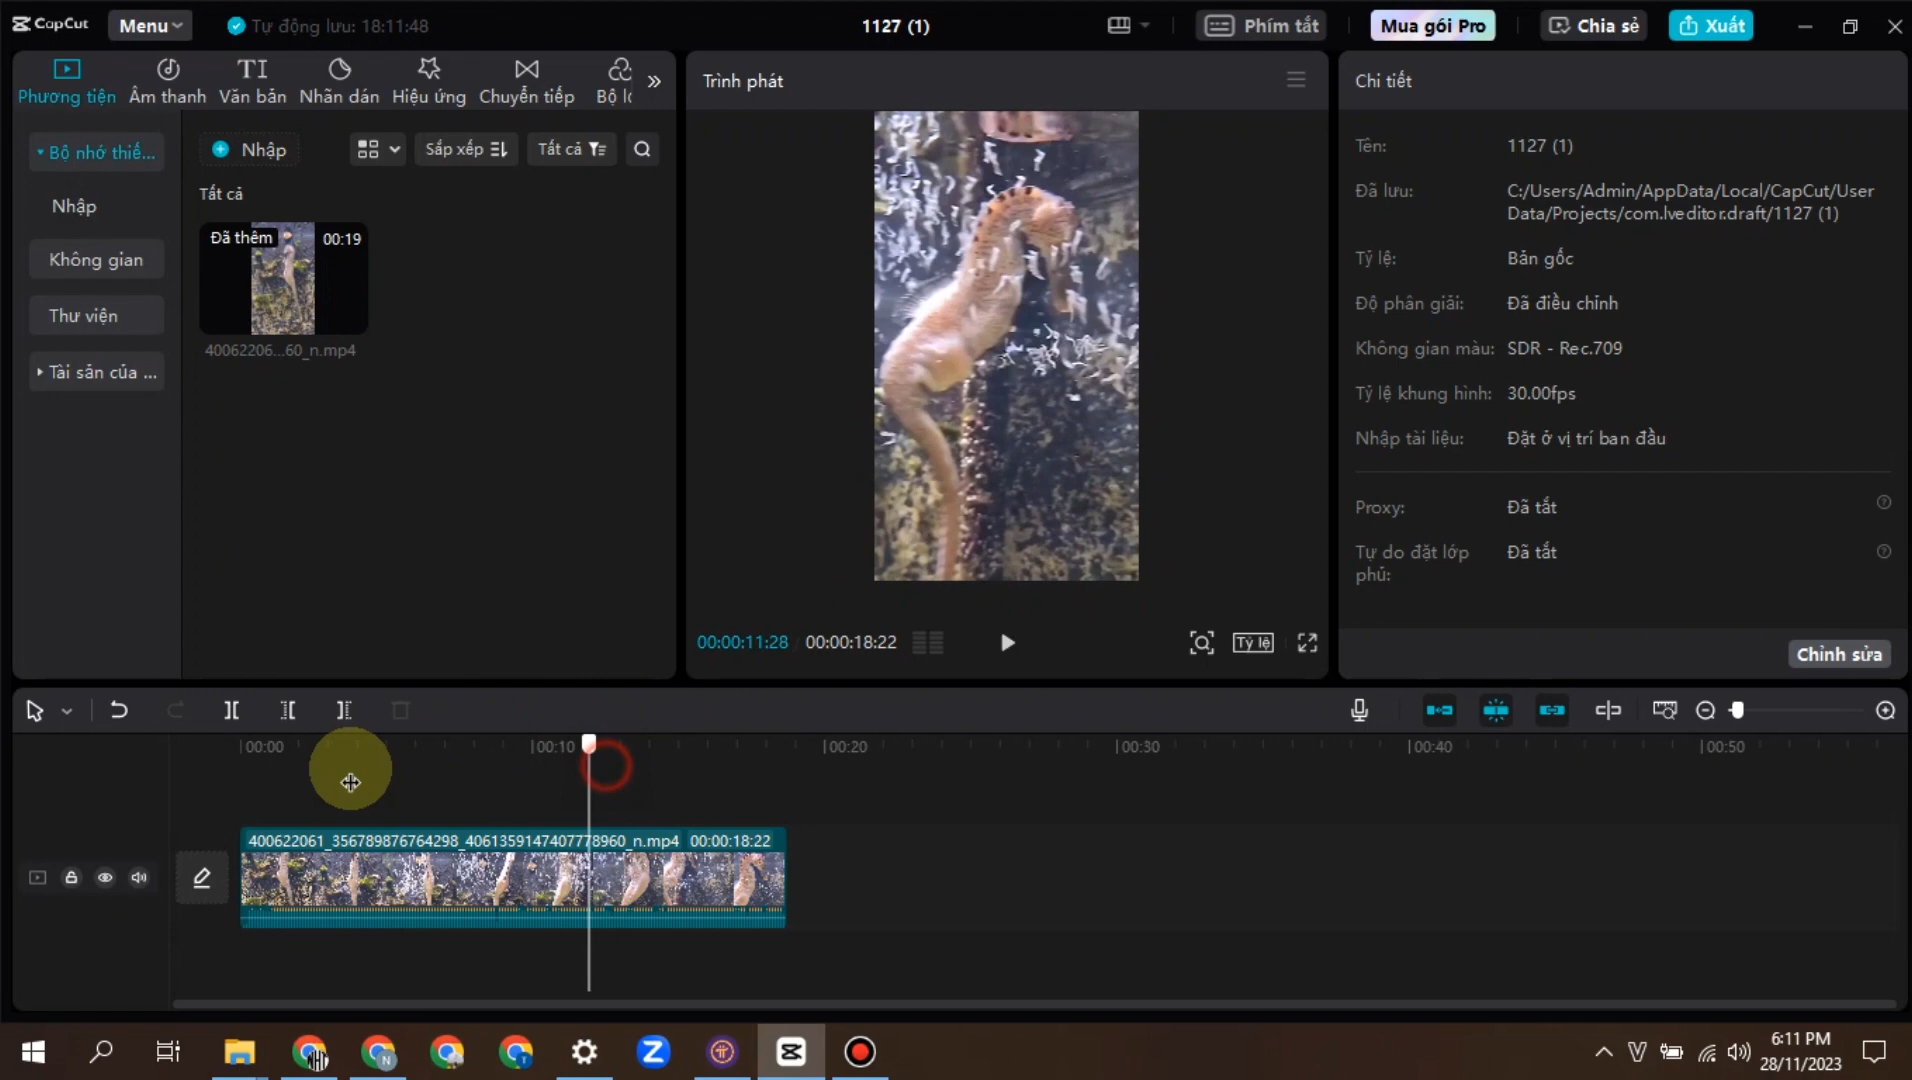 CapCut
Menu
Tự động lưu: 18:11:48
1127 (1)
Phím tắt
Mua gói Pro
Chia sẻ
Xuất
Phương tiện
Âm thanh
TI
Văn bản
Nhãn dán
Hiệu ứng
Chuyển tiếp
Bộ lọ
Bộ nhớ thiế...
Nhập
Không gian
Thư viện
Tài sản của ...
Nhập
Sắp xếp
Tất cả
Tất cả
Đã thêm
00:19
40062206...60_n.mp4
Trình phát
00:00:11:28
00:00:18:22
Tỷ lệ
Chi tiết
Tên: 1127 (1)
Đã lưu: C:/Users/Admin/AppData/Local/CapCut/User
Data/Projects/com.lveditor.draft/1127 (1)
Tỷ lệ: Bản gốc
Độ phân giải: Đã điều chỉnh
Không gian màu: SDR - Rec.709
Tỷ lệ khung hình: 30.00fps
Nhập tài liệu: Đặt ở vị trí ban đầu
Proxy: Đã tắt
Tự do đặt lớp Đã tắt
phủ:
Chỉnh sửa
00:00
00:10
00:20
00:30
00:40
00:50
400622061_356789876764298_4061359147407778960_n.mp4 00:00:18:22
6:11 PM
28/11/2023